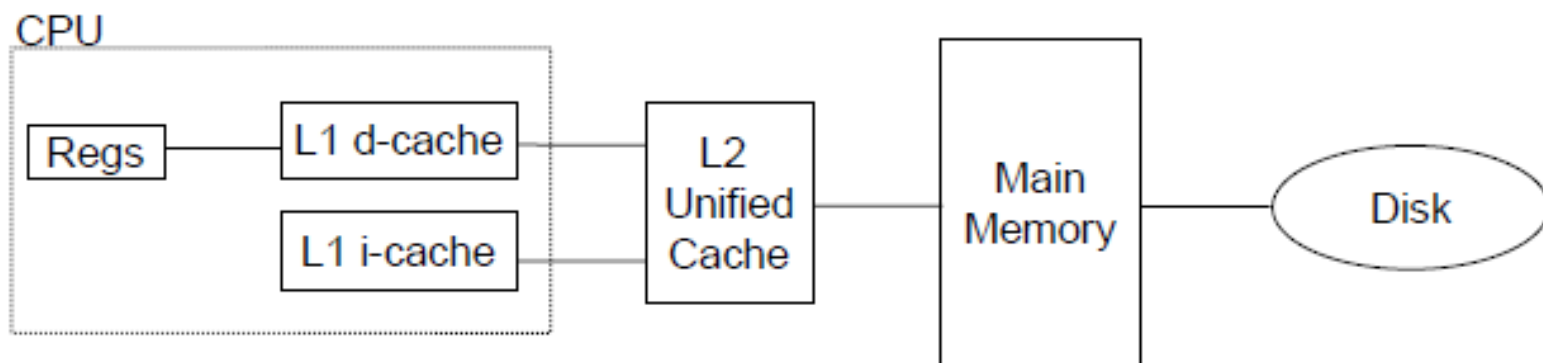 CPU
Regs
L1 d-cache
L1 i-cache
L2
Unified
Cache
Main
Memory
Disk